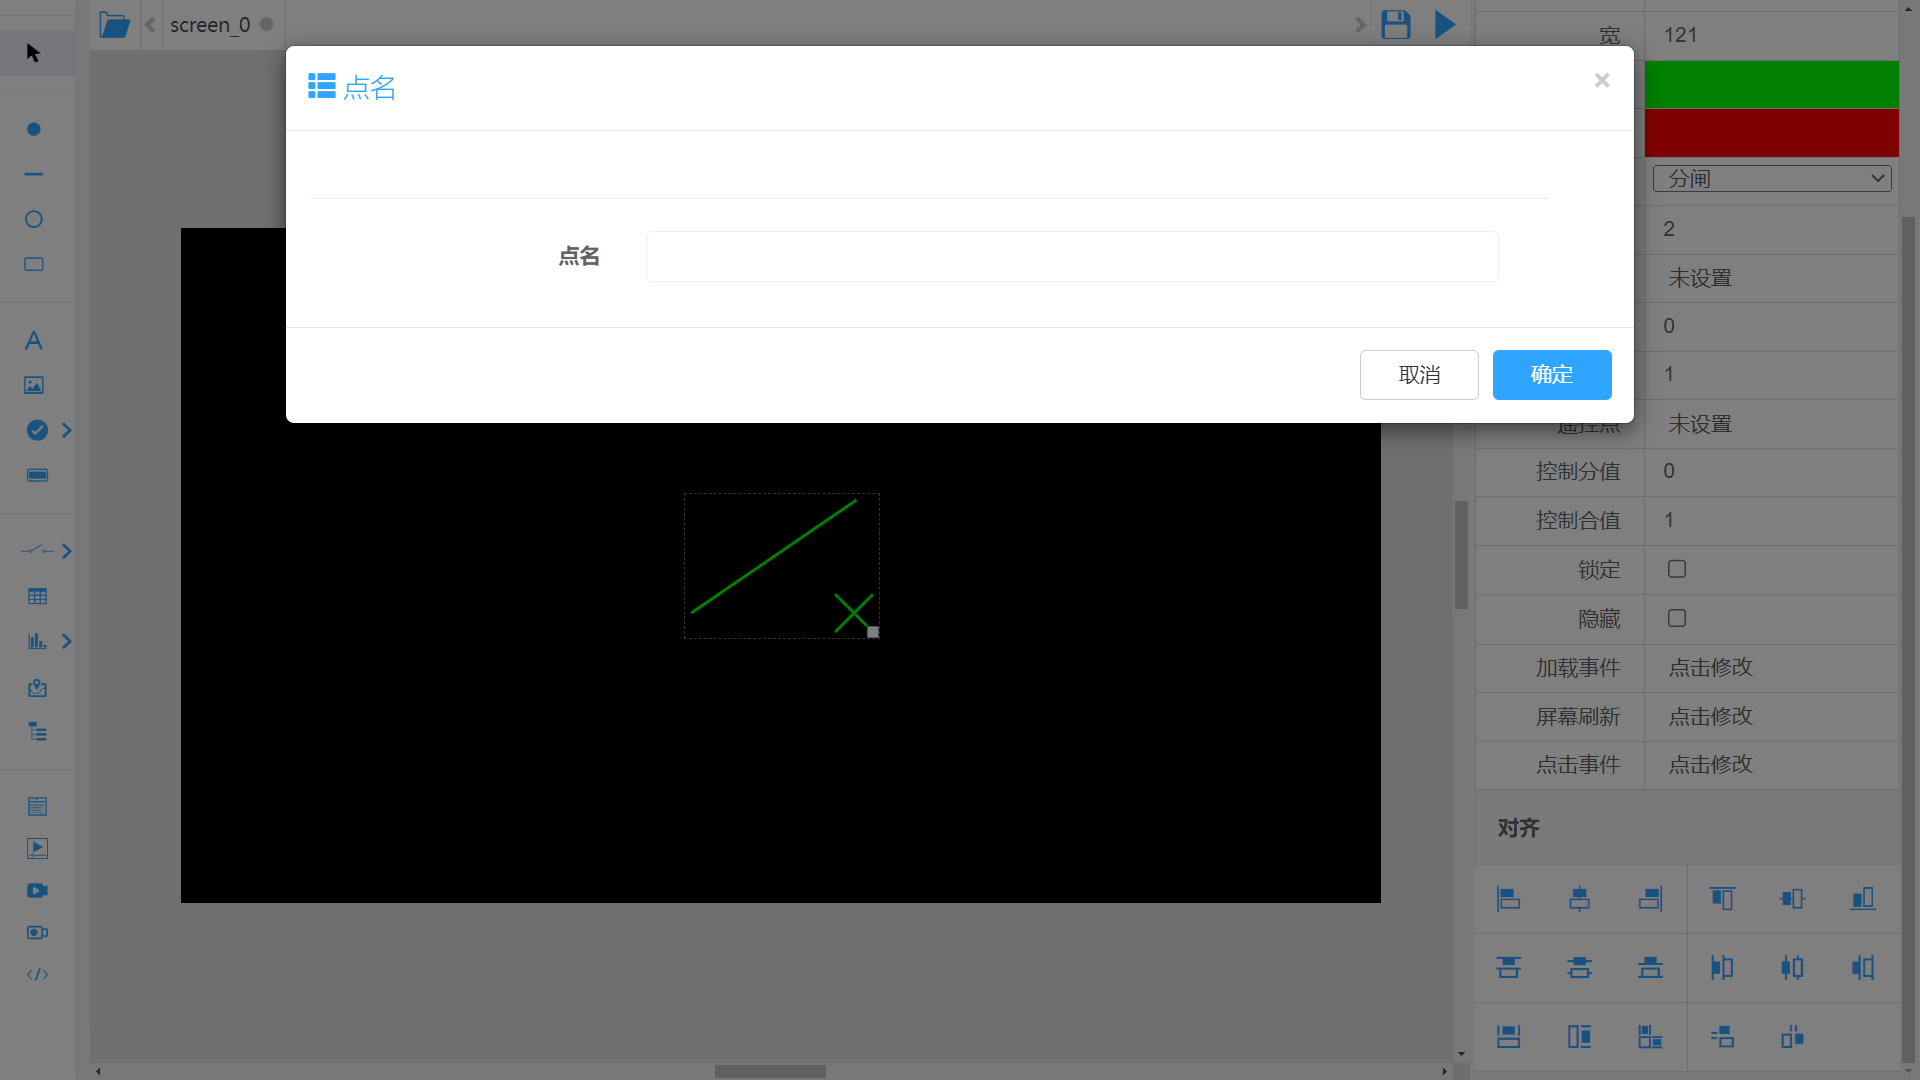 screen_0
宽
121
点名
×
分闸
2
点名
未设置
0
1
取消
确定
遥控点
未设置
控制分值
0
控制合值
1
锁定
隐藏
加载事件
点击修改
屏幕刷新
点击修改
点击事件
点击修改
对齐